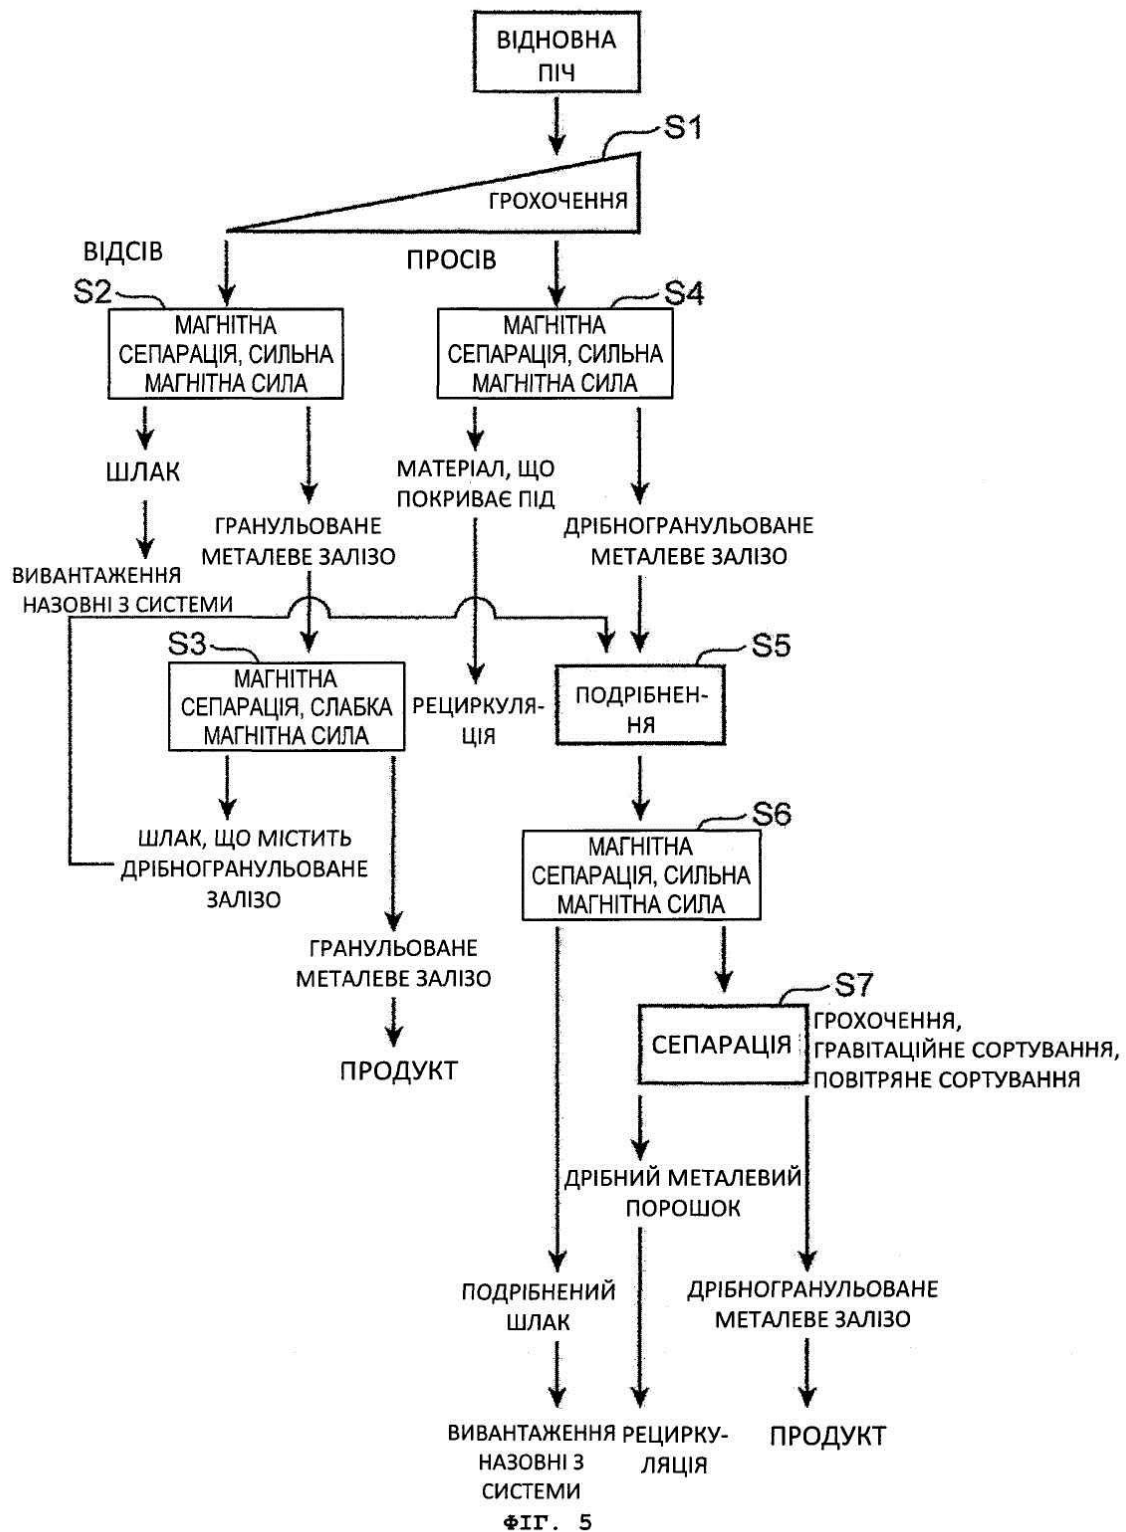 ВІДНОВНА
ПІЧ
S1
ГРОХОЧЕННЯ
ВІДСІВ
ПРОСІВ
S2
S4
МАГНІТНА
СЕПАРАЦІЯ, СИЛЬНА
МАГНІТНА СИЛА
МАГНІТНА
СЕПАРАЦІЯ, СИЛЬНА
МАГНІТНА СИЛА
ШЛАК
МАТЕРІАЛ, ЩО
ПОКРИВАЄ ПІД
ГРАНУЛЬОВАНЕ
МЕТАЛЕВЕ ЗАЛІЗО
ДРІБНОГРАНУЛЬОВАНЕ
МЕТАЛЕВЕ ЗАЛІЗО
ВИВАНТАЖЕННЯ
НАЗОВНІ З СИСТЕМИ
S3
S5
МАГНІТНА
СЕПАРАЦІЯ, СЛАБКА
МАГНІТНА СИЛА
РЕЦИРКУЛЯ-
ЦІЯ
ПОДРІБНЕН-
НЯ
S6
ШЛАК, ЩО МІСТИТЬ
ДРІБНОГРАНУЛЬОВАНЕ
ЗАЛІЗО
МАГНІТНА
СЕПАРАЦІЯ, СИЛЬНА
МАГНІТНА СИЛА
ГРАНУЛЬОВАНЕ
МЕТАЛЕВЕ ЗАЛІЗО
S7
СЕПАРАЦІЯ
ГРОХОЧЕННЯ,
ГРАВІТАЦІЙНЕ СОРТУВАННЯ,
ПОВІТРЯНЕ СОРТУВАННЯ
ПРОДУКТ
ДРІБНИЙ МЕТАЛЕВИЙ
ПОРОШОК
ПОДРІБНЕНИЙ
ШЛАК
ДРІБНОГРАНУЛЬОВАНЕ
МЕТАЛЕВЕ ЗАЛІЗО
ВИВАНТАЖЕННЯ
НАЗОВНІ З
СИСТЕМИ
РЕЦИРКУ-
ЛЯЦІЯ
ПРОДУКТ
ФІГ. 5